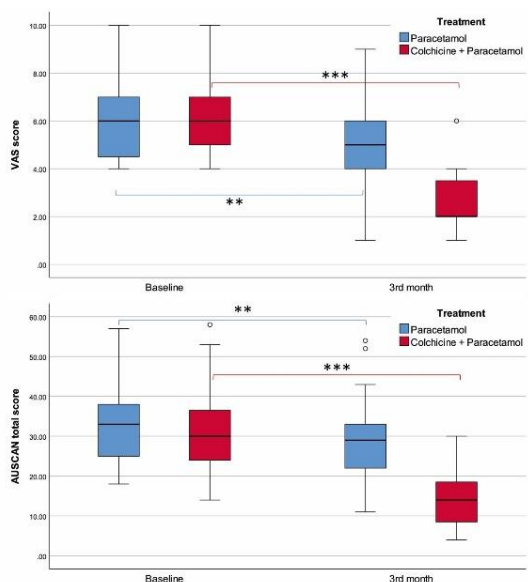 Treatment
Paracetamol
Colchicine + Paracetamol
VAS score
10.00
8.00
6.00
4.00
2.00
.00
***
**
Baseline
3rd month
Treatment
Paracetamol
Colchicine + Paracetamol
AUSCAN total score
60.00
50.00
40.00
30.00
20.00
10.00
.00
**
***
Baseline
3rd month